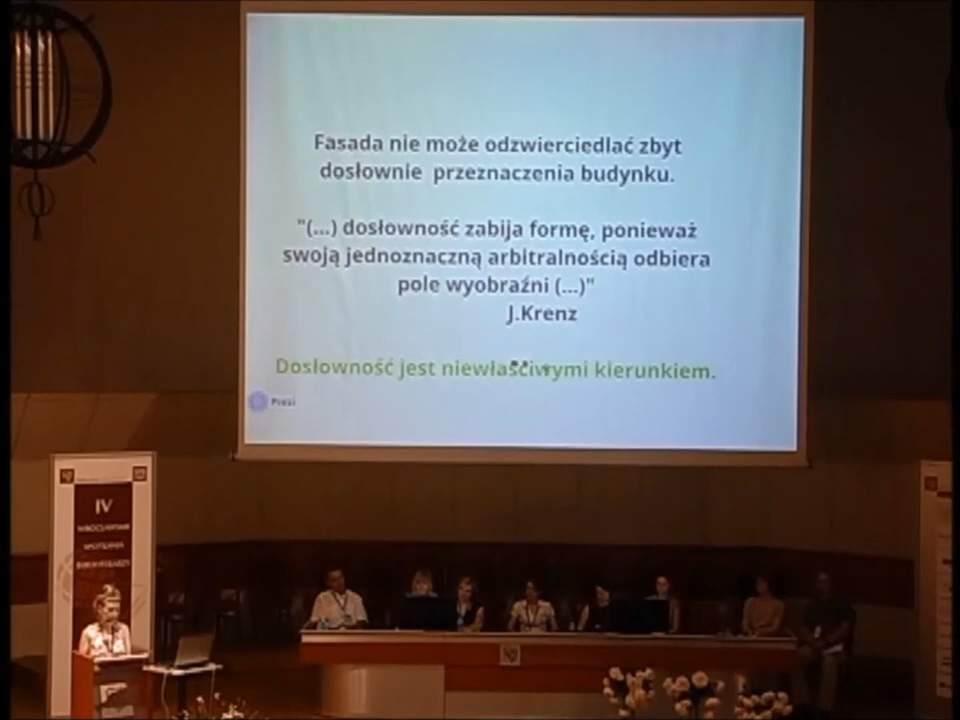 Fasada nie może odzwierciedlać zbyt
dosłownie przeznaczenia budynku.
"(...) dosłowność zabija formę, ponieważ
swoją jednoznaczną arbitralnością odbiera
pole wyobraźni (...)"
J.Krenz
Dosłowność jest niewłaściwymi kierunkiem.
Prezi
IV